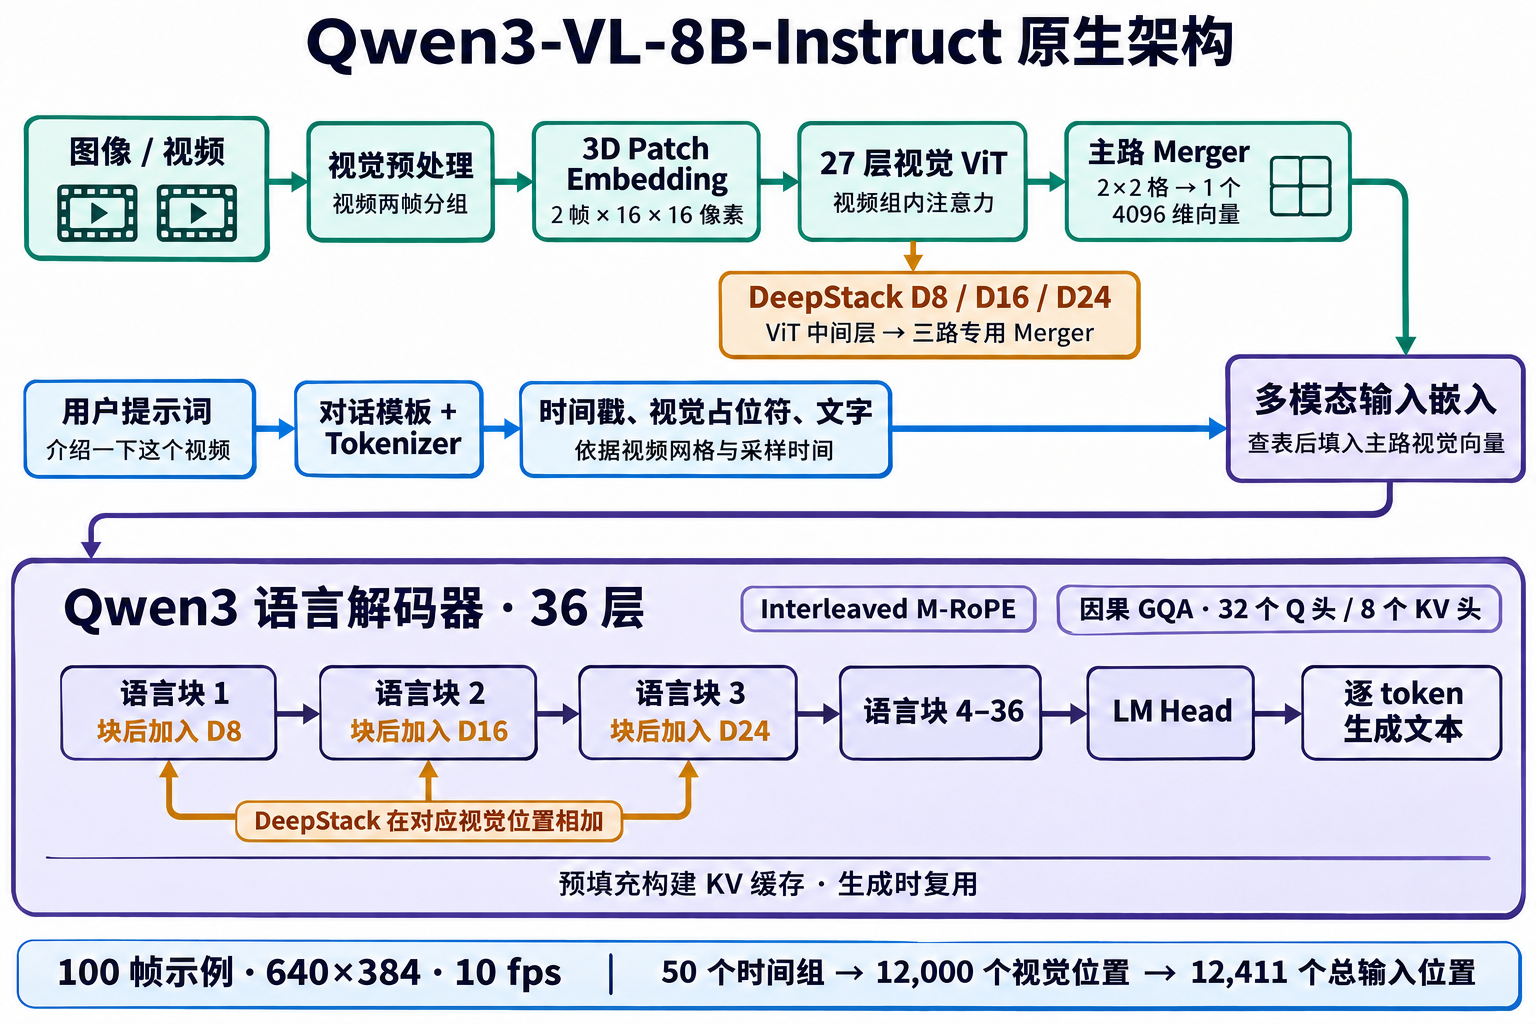 Qwen3-VL-8B-Instruct 原生架构
图像 / 视频
视觉预处理
视频两帧分组
3D Patch
Embedding
2 帧 × 16 × 16 像素
27 层视觉 ViT
视频组内注意力
主路 Merger
2×2 格 → 1 个
4096 维向量
DeepStack D8 / D16 / D24
ViT 中间层 → 三路专用 Merger
用户提示词
介绍一下这个视频
对话模板 +
Tokenizer
时间戳、视觉占位符、文字
依据视频网格与采样时间
多模态输入嵌入
查表后填入主路视觉向量
Qwen3 语言解码器 · 36 层
Interleaved M-RoPE
因果 GQA · 32 个 Q 头 / 8 个 KV 头
语言块 1
块后加入 D8
语言块 2
块后加入 D16
语言块 3
块后加入 D24
语言块 4–36
LM Head
逐 token
生成文本
DeepStack 在对应视觉位置相加
预填充构建 KV 缓存 · 生成时复用
100 帧示例 · 640×384 · 10 fps
50 个时间组 → 12,000 个视觉位置 → 12,411 个总输入位置